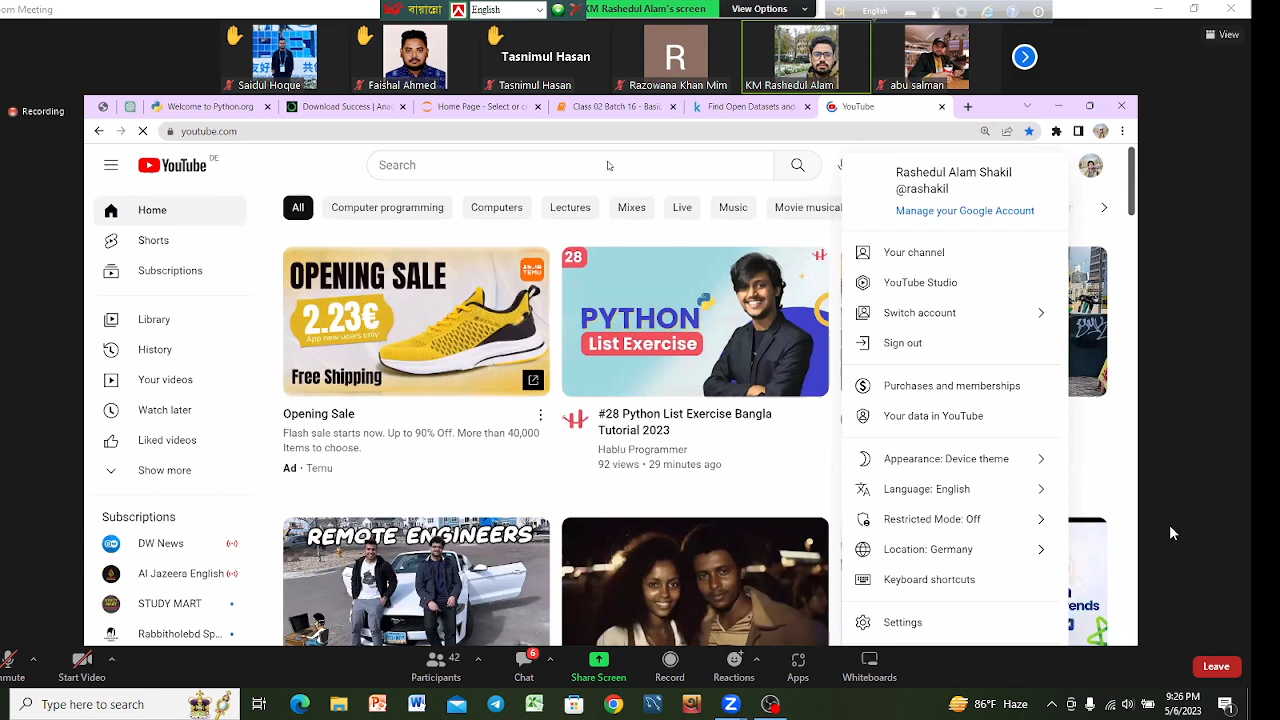 oom Meeting
English
KM Rashedul Alam's screen
View Options
English
View
Recording
Saidul Hoque
Faishal Ahmed
Tasnimul Hasan
Tasnimul Hasan
R
Razowana Khan Mim
KM Rashedul Alam
abu salman
Welcome to Python.org
Download Success | Ana
Home Page - Select or c
Class 02 Batch 16 - Basic
Find Open Datasets and
YouTube
youtube.com
YouTube DE
Search
Home
Shorts
Subscriptions
Library
History
Your videos
Watch later
Liked videos
Show more
Subscriptions
DW News
Al Jazeera English
STUDY MART
Rabbitholebd Sp...
All
Computer programming
Computers
Lectures
Mixes
Live
Music
Movie musical
OPENING SALE
TEMU
2.23€
App new users only
Free Shipping
Opening Sale
Flash sale starts now. Up to 90% Off. More than 40,000
Items to choose.
Ad · Temu
28
PYTHON
List Exercise
#28 Python List Exercise Bangla
Tutorial 2023
Hablu Programmer
92 views • 29 minutes ago
REMOTE ENGINEERS
Rashedul Alam Shakil
@rashakil
Manage your Google Account
Your channel
YouTube Studio
Switch account
Sign out
Purchases and memberships
Your data in YouTube
Appearance: Device theme
Language: English
Restricted Mode: Off
Location: Germany
Keyboard shortcuts
Settings
ends
mute
Start Video
42
Participants
6
Chat
Share Screen
Record
Reactions
Apps
Whiteboards
Leave
Type here to search
86°F Haze
9:26 PM
5/6/2023
1